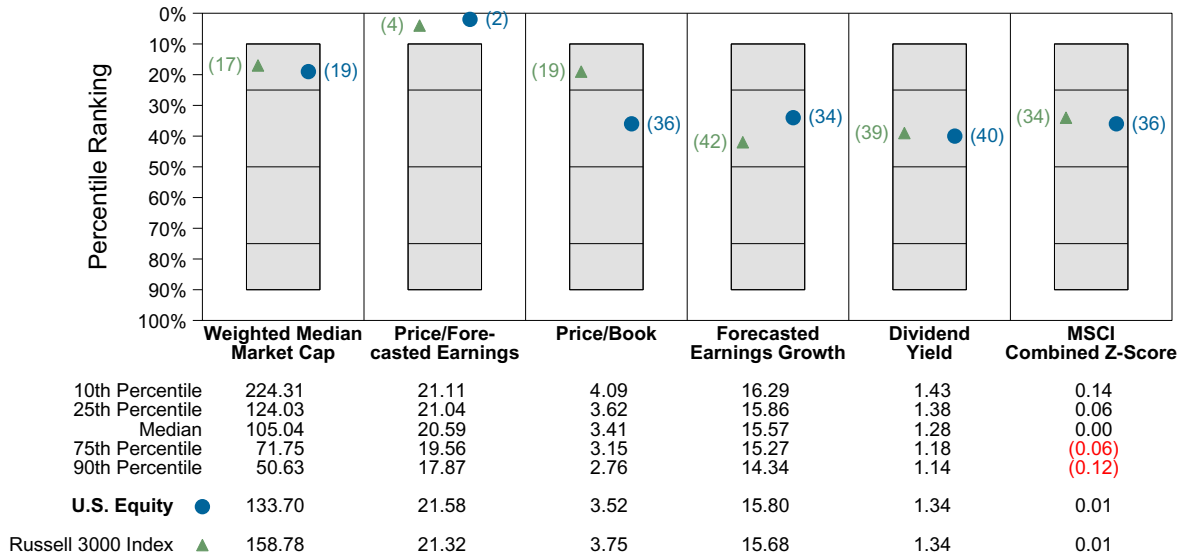 Percentile Ranking
0%
10%
20%
30%
40%
50%
60%
70%
80%
90%
100%
(17) (19)
(4) (2)
(19) (36)
(42) (34)
(39) (40)
(34) (36)
Weighted Median Market Cap
Price/Fore-casted Earnings
Price/Book
Forecasted Earnings Growth
Dividend Yield
MSCI Combined Z-Score
10th Percentile 224.31 21.11 4.09 16.29 1.43 0.14
25th Percentile 124.03 21.04 3.62 15.86 1.38 0.06
Median 105.04 20.59 3.41 15.57 1.28 0.00
75th Percentile 71.75 19.56 3.15 15.27 1.18 (0.06)
90th Percentile 50.63 17.87 2.76 14.34 1.14 (0.12)
U.S. Equity 133.70 21.58 3.52 15.80 1.34 0.01
Russell 3000 Index 158.78 21.32 3.75 15.68 1.34 0.01